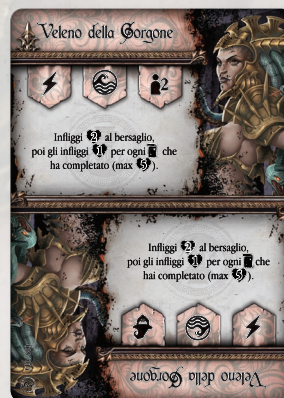 Veleno della Gorgone
2
Infliggi 2 al bersaglio,
poi gli infliggi 1 per ogni che
ha completato (max 5).
Infliggi 2 al bersaglio,
poi gli infliggi 1 per ogni che
hai completato (max 5).
Veleno della Gorgone